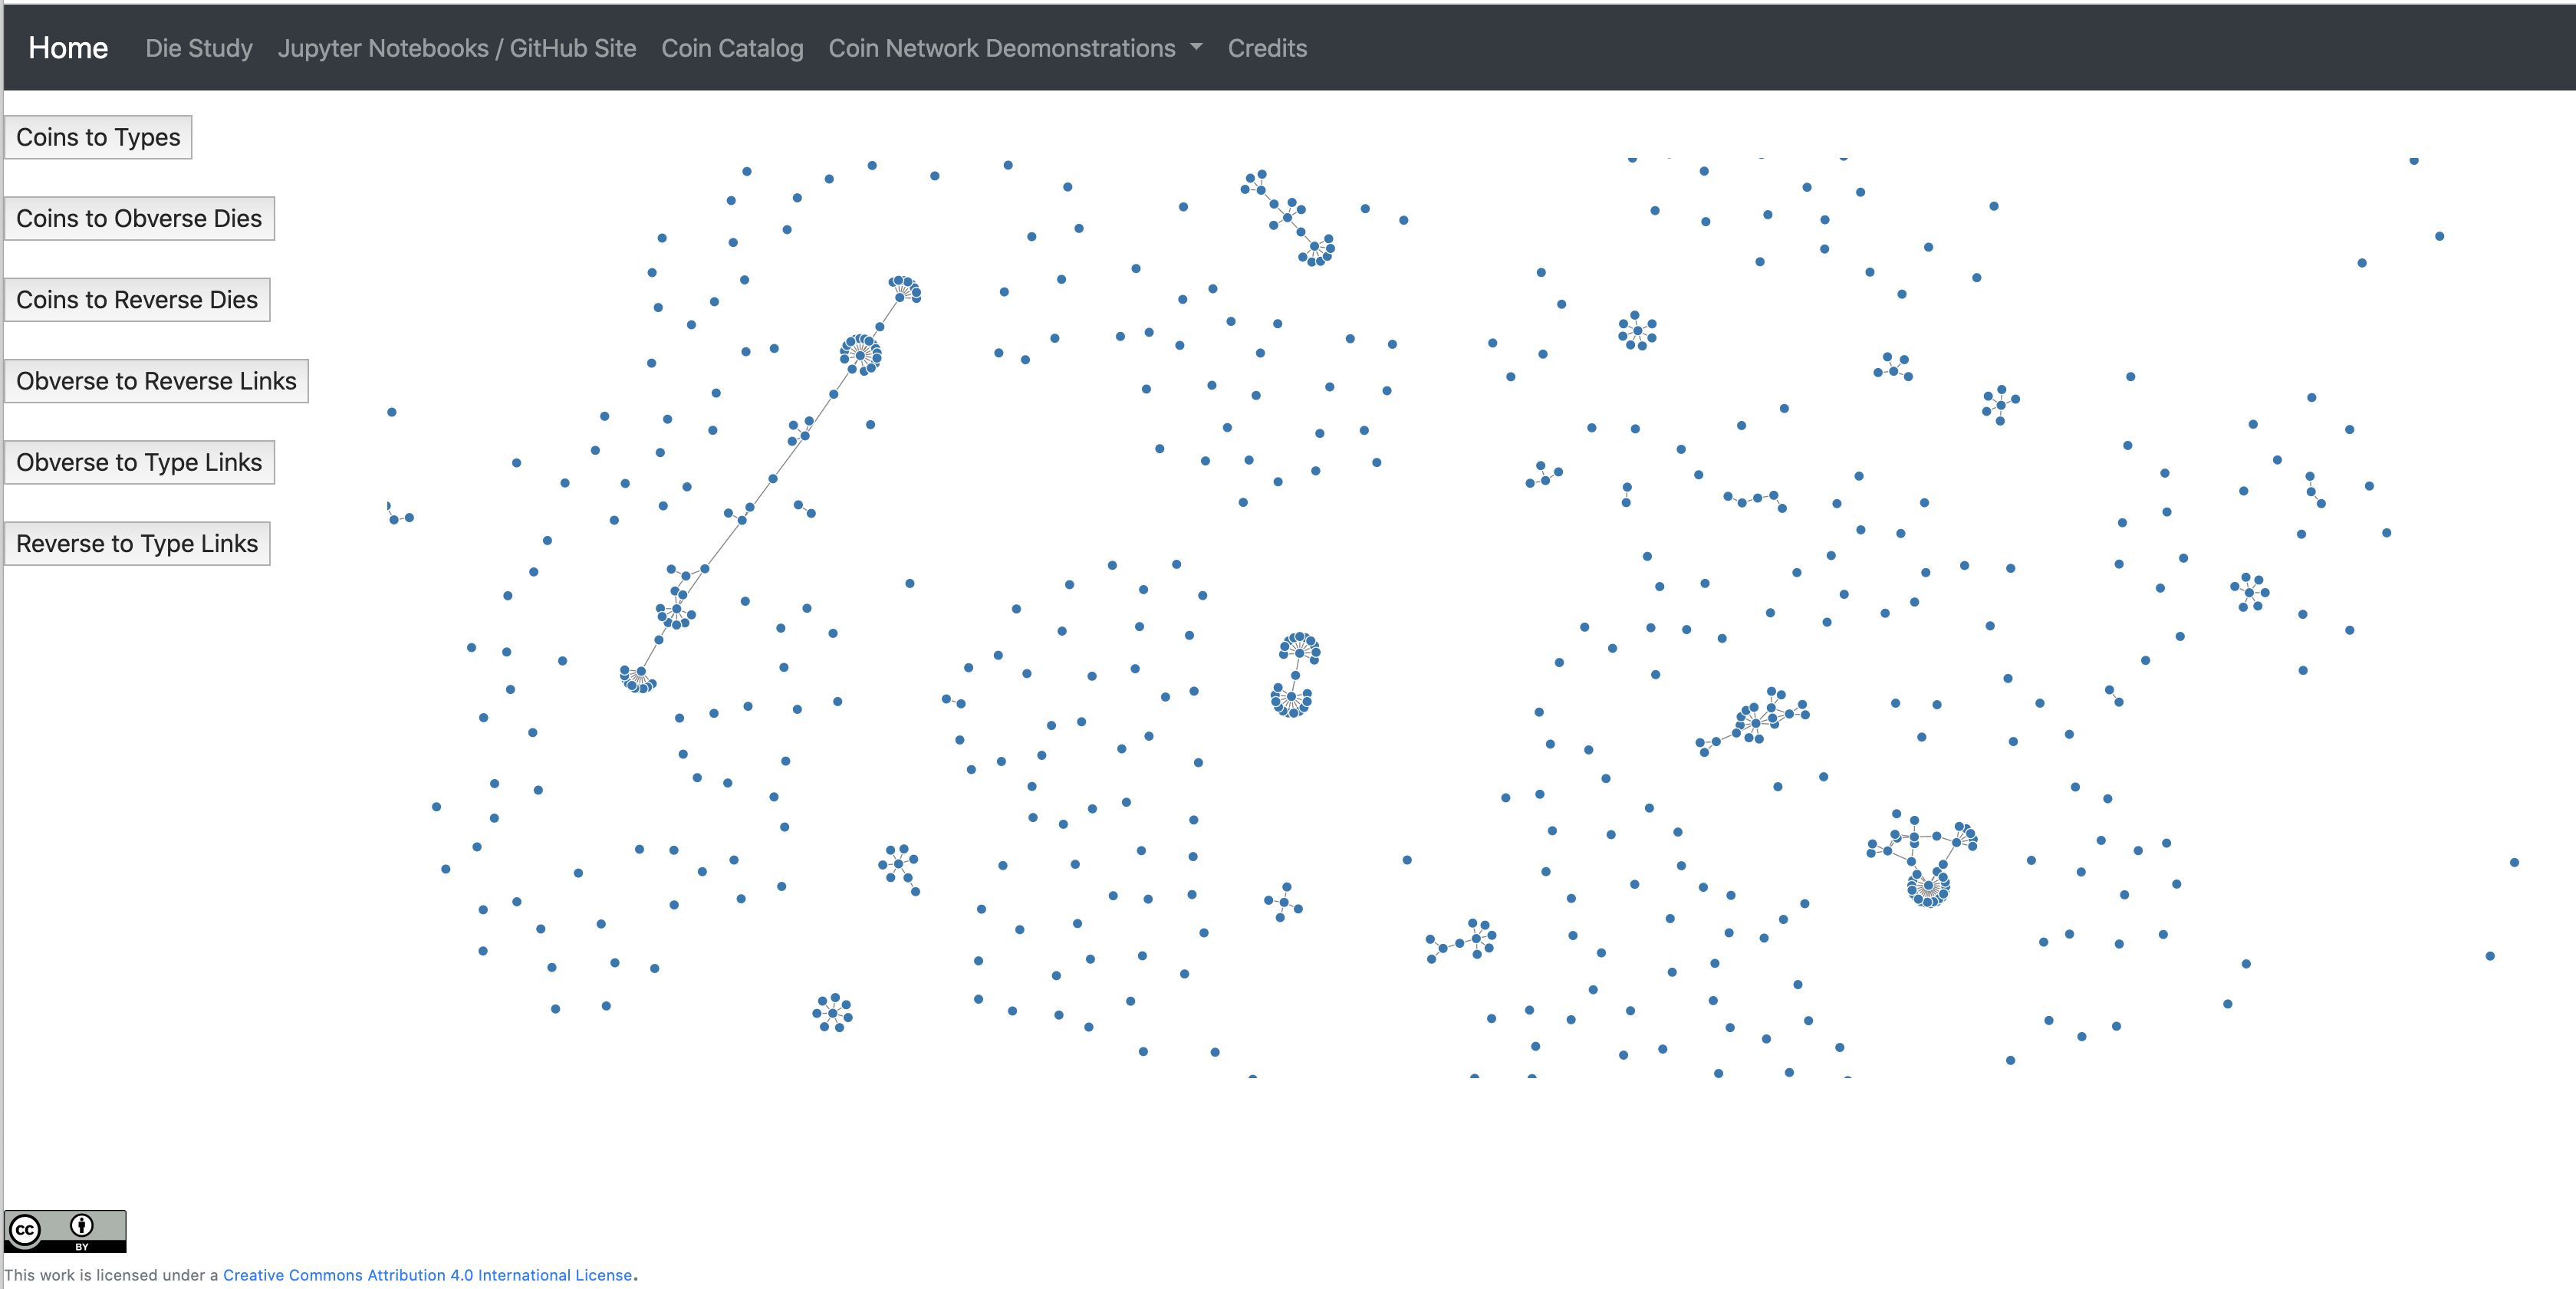 Home Die Study Jupyter Notebooks / GitHub Site Coin Catalog Coin Network Deomonstrations Credits
Coins to Types
Coins to Obverse Dies
Coins to Reverse Dies
Obverse to Reverse Links
Obverse to Type Links
Reverse to Type Links
cc
BY
This work is licensed under a Creative Commons Attribution 4.0 International License.